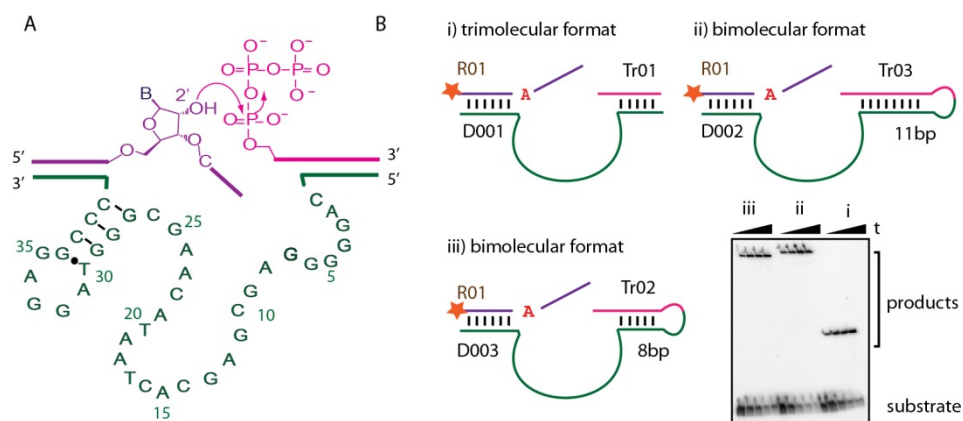 A
B
O⁻ O⁻
O=P–O–P=O
O O⁻
B 2′ OH O=P–O⁻
O O
O
C
5′ 3′
3′ 5′
C
C G C
C G G 25
35 G G T 30
A G G A
A A C A
20 T A A T
C A C G A G C G
15
10 G A G G G G A C
5
i) trimolecular format
R01 A Tr01
D001
ii) bimolecular format
R01 A Tr03
D002 11bp
iii) bimolecular format
R01 A Tr02
D003 8bp
iii ii i
t
products
substrate